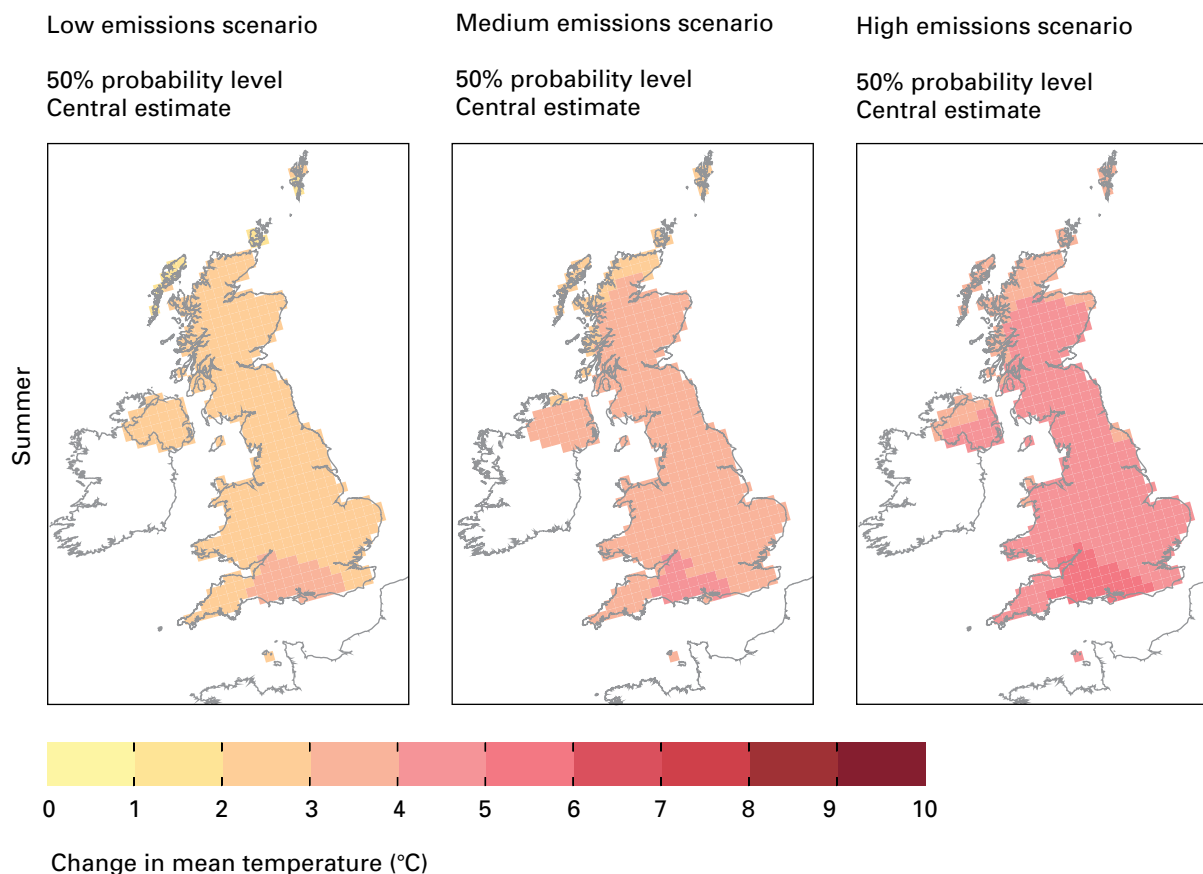 Low emissions scenario
50% probability level
Central estimate
Medium emissions scenario
50% probability level
Central estimate
High emissions scenario
50% probability level
Central estimate
Summer
0 1 2 3 4 5 6 7 8 9 10
Change in mean temperature (°C)